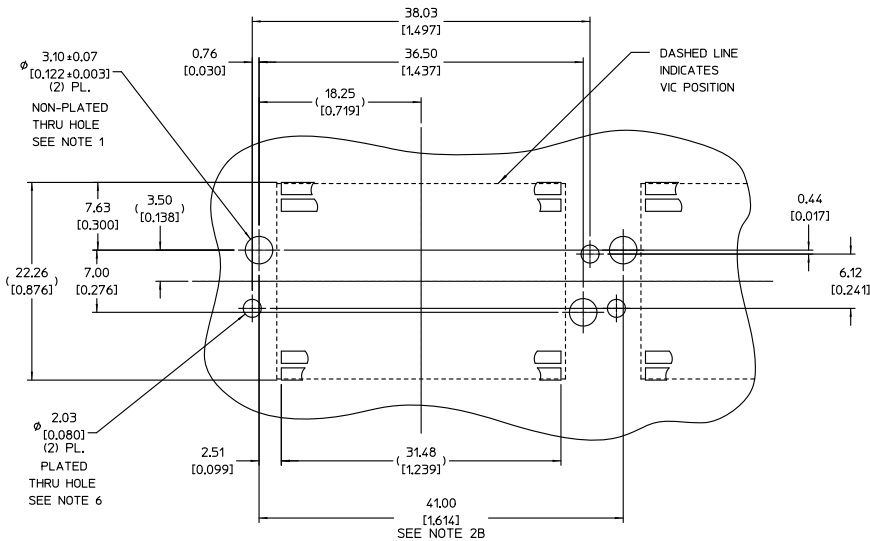 38.03
[1.497]
⌀ 3.10±0.07
[0.122±0.003]
(2) PL.
NON-PLATED
THRU HOLE
SEE NOTE 1
0.76
[0.030]
36.50
[1.437]
DASHED LINE
INDICATES
VIC POSITION
(18.25)
[0.719]
7.63
[0.300]
(3.50)
[0.138]
0.44
[0.017]
(22.26)
[0.876]
7.00
[0.276]
6.12
[0.241]
⌀ 2.03
[0.080]
(2) PL.
PLATED
THRU HOLE
SEE NOTE 6
2.51
[0.099]
(31.48)
[1.239]
41.00
[1.614]
SEE NOTE 2B